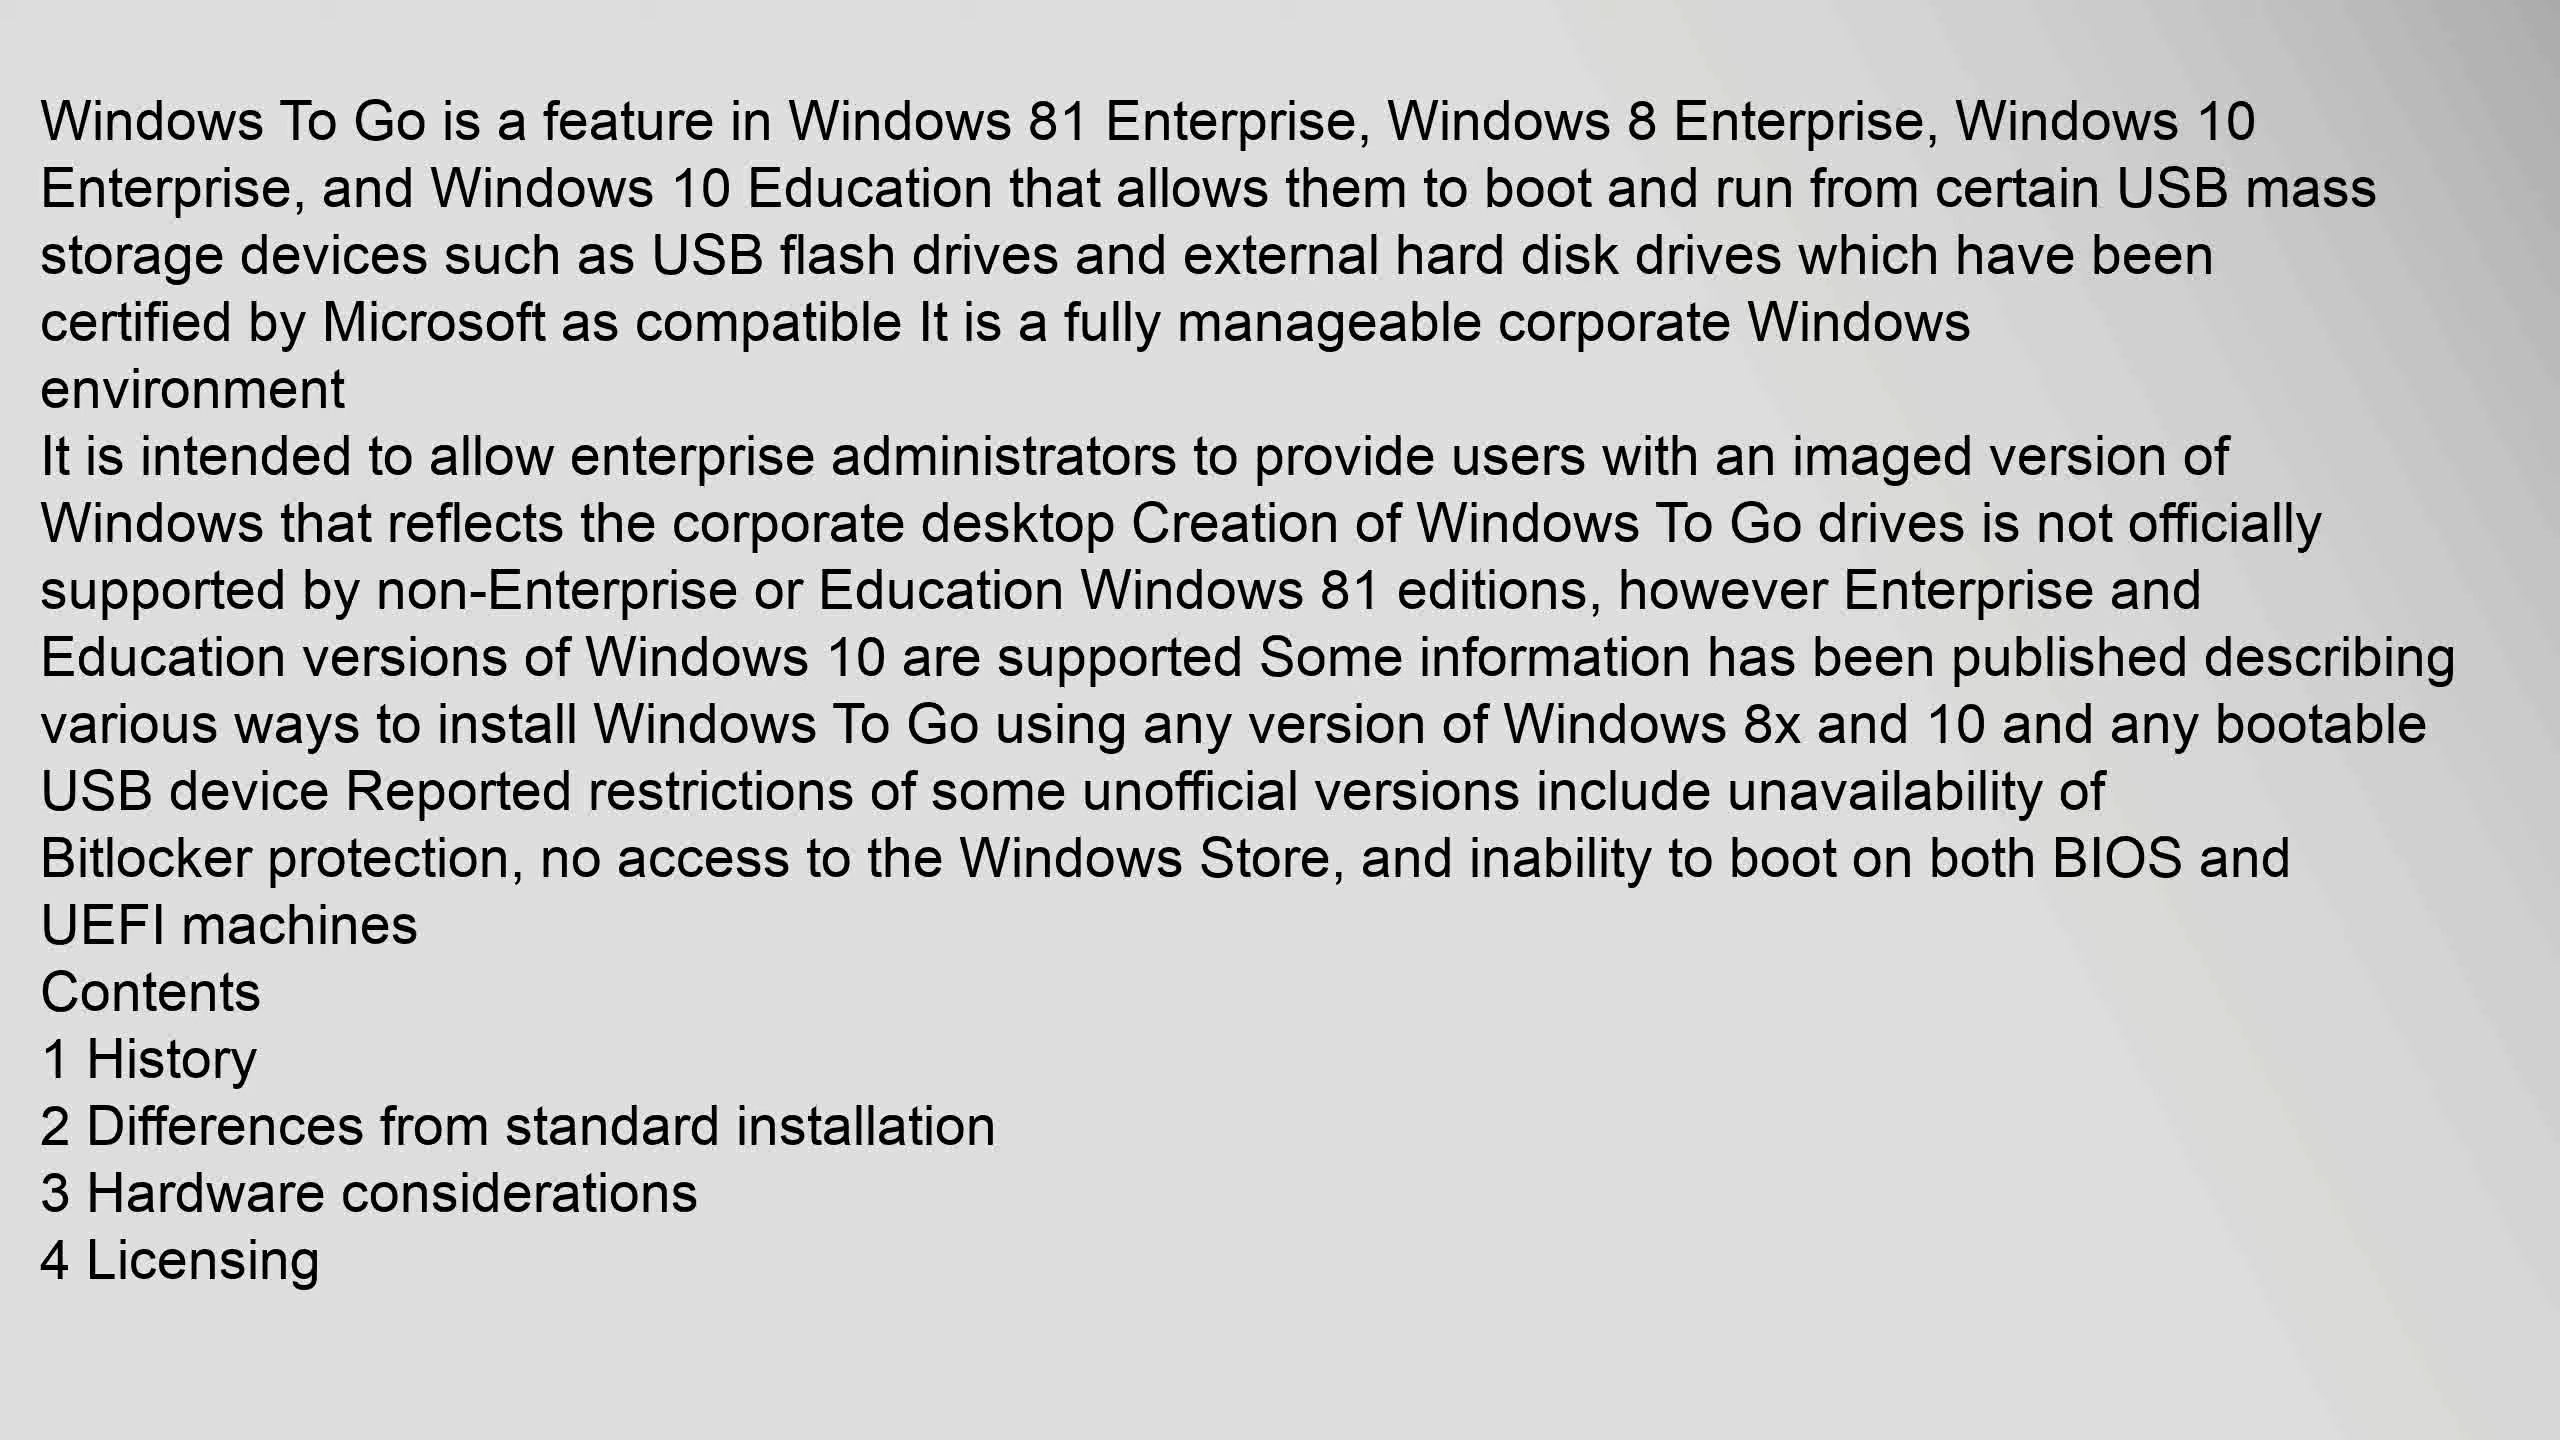 Windows To Go is a feature in Windows 81 Enterprise, Windows 8 Enterprise, Windows 10
Enterprise, and Windows 10 Education that allows them to boot and run from certain USB mass
storage devices such as USB flash drives and external hard disk drives which have been
certified by Microsoft as compatible It is a fully manageable corporate Windows
environment
It is intended to allow enterprise administrators to provide users with an imaged version of
Windows that reflects the corporate desktop Creation of Windows To Go drives is not officially
supported by non-Enterprise or Education Windows 81 editions, however Enterprise and
Education versions of Windows 10 are supported Some information has been published describing
various ways to install Windows To Go using any version of Windows 8x and 10 and any bootable
USB device Reported restrictions of some unofficial versions include unavailability of
Bitlocker protection, no access to the Windows Store, and inability to boot on both BIOS and
UEFI machines
Contents
1 History
2 Differences from standard installation
3 Hardware considerations
4 Licensing